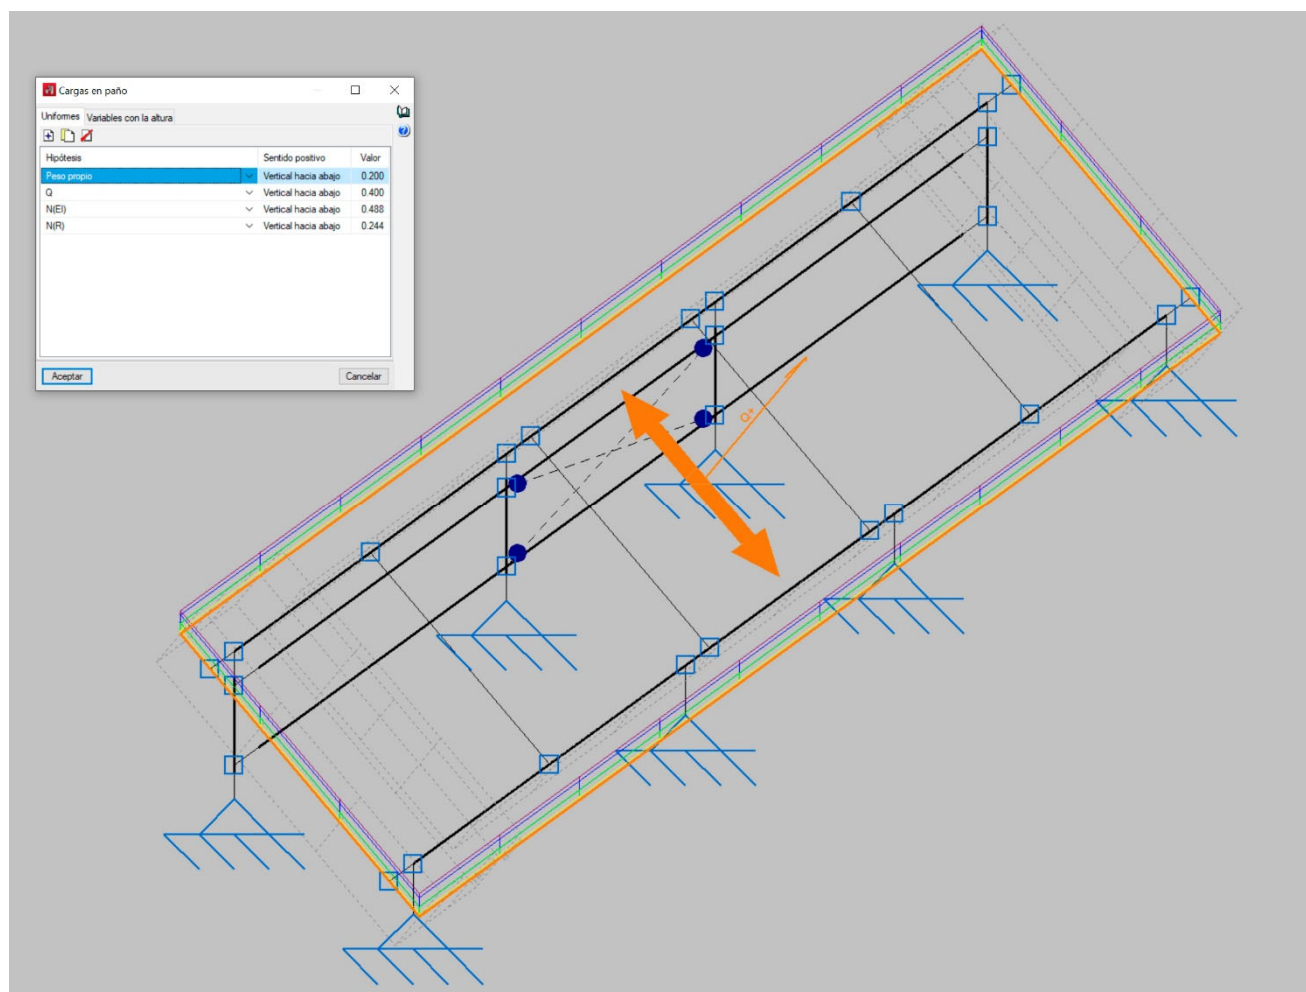 Cargas en paño
Uniformes Variables con la altura
Hipótesis Sentido positivo Valor
Peso propio Vertical hacia abajo 0.200
Q Vertical hacia abajo 0.400
N(EI) Vertical hacia abajo 0.488
N(R) Vertical hacia abajo 0.244
Aceptar Cancelar
Q+